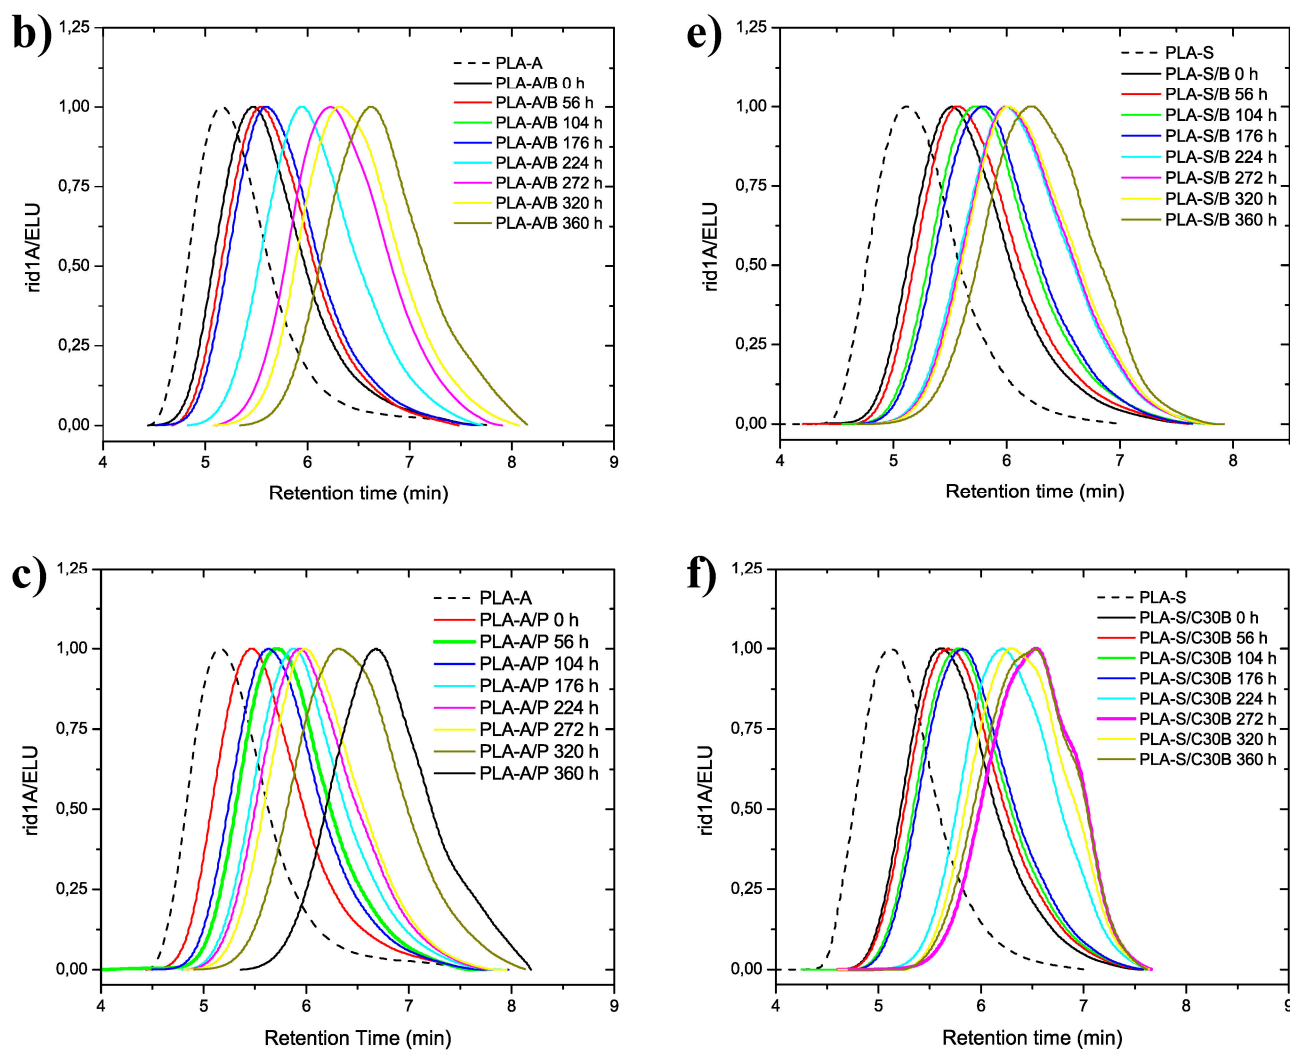 b)
1,25
1,00
0,75
0,50
0,25
0,00
rid1A/ELU
PLA-A
PLA-A/B 0 h
PLA-A/B 56 h
PLA-A/B 104 h
PLA-A/B 176 h
PLA-A/B 224 h
PLA-A/B 272 h
PLA-A/B 320 h
PLA-A/B 360 h
4 5 6 7 8 9
Retention time (min)
e)
1,25
1,00
0,75
0,50
0,25
0,00
rid1A/ELU
PLA-S
PLA-S/B 0 h
PLA-S/B 56 h
PLA-S/B 104 h
PLA-S/B 176 h
PLA-S/B 224 h
PLA-S/B 272 h
PLA-S/B 320 h
PLA-S/B 360 h
4 5 6 7 8
Retention time (min)
c)
1,25
1,00
0,75
0,50
0,25
0,00
rid1A/ELU
PLA-A
PLA-A/P 0 h
PLA-A/P 56 h
PLA-A/P 104 h
PLA-A/P 176 h
PLA-A/P 224 h
PLA-A/P 272 h
PLA-A/P 320 h
PLA-A/P 360 h
4 5 6 7 8 9
Retention Time (min)
f)
1,25
1,00
0,75
0,50
0,25
0,00
rid1A/ELU
PLA-S
PLA-S/C30B 0 h
PLA-S/C30B 56 h
PLA-S/C30B 104 h
PLA-S/C30B 176 h
PLA-S/C30B 224 h
PLA-S/C30B 272 h
PLA-S/C30B 320 h
PLA-S/C30B 360 h
4 5 6 7 8 9
Retention time (min)